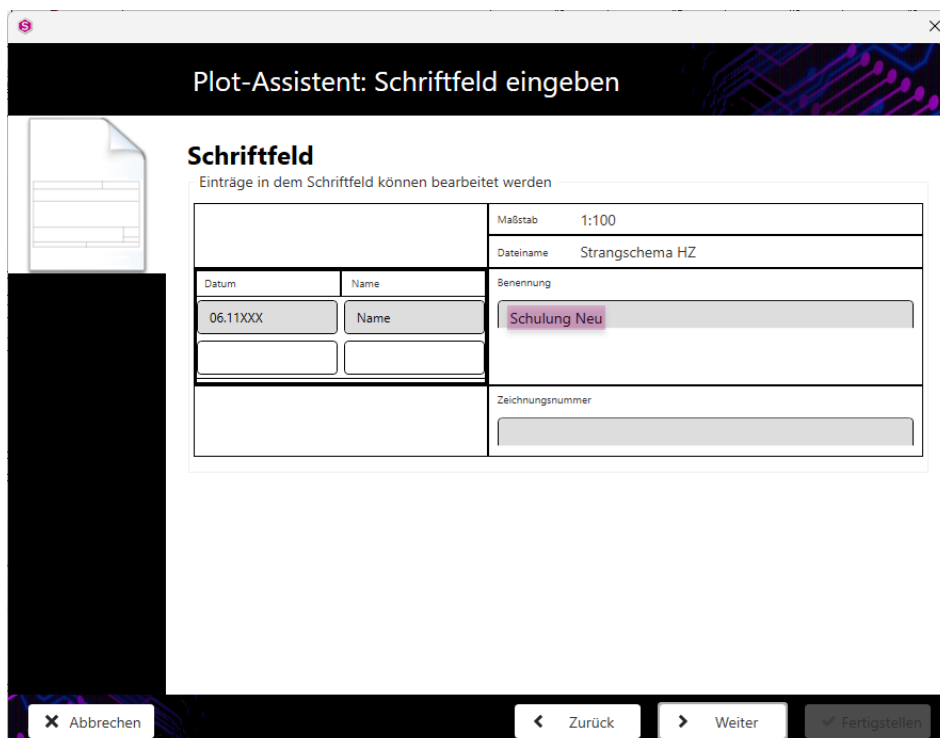 S
Plot-Assistent: Schriftfeld eingeben
Schriftfeld
Einträge in dem Schriftfeld können bearbeitet werden
Maßstab 1:100
Dateiname Strangschema HZ
Datum Name Benennung
06.11XXX Name Schulung Neu
Zeichnungsnummer
Abbrechen Zurück Weiter Fertigstellen